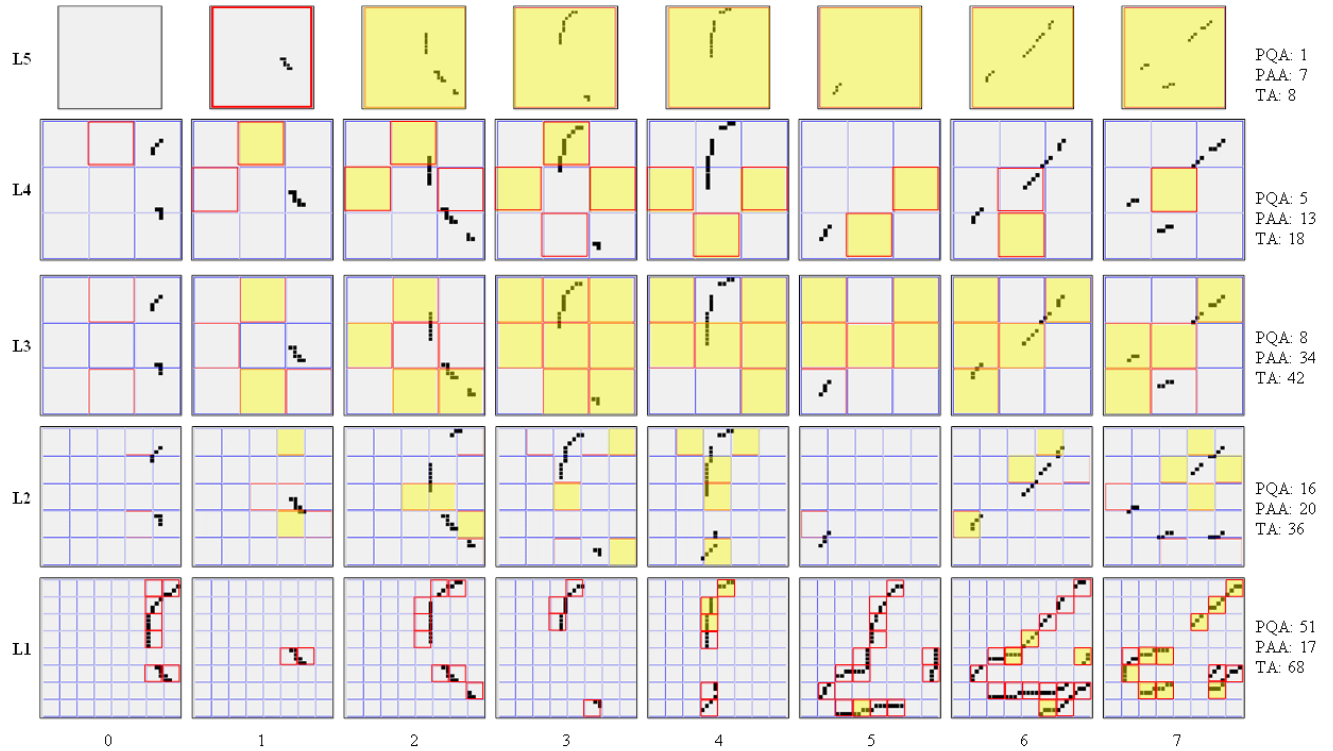 L5
PQA: 1
PAA: 7
TA: 8
L4
PQA: 5
PAA: 13
TA: 18
L3
PQA: 8
PAA: 34
TA: 42
L2
PQA: 16
PAA: 20
TA: 36
L1
PQA: 51
PAA: 17
TA: 68
0 1 2 3 4 5 6 7